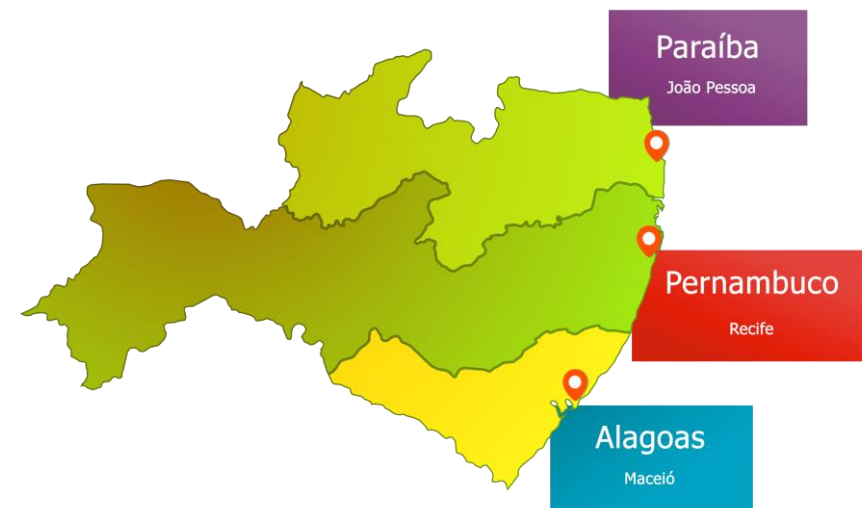 Paraíba
João Pessoa
Pernambuco
Recife
Alagoas
Maceió